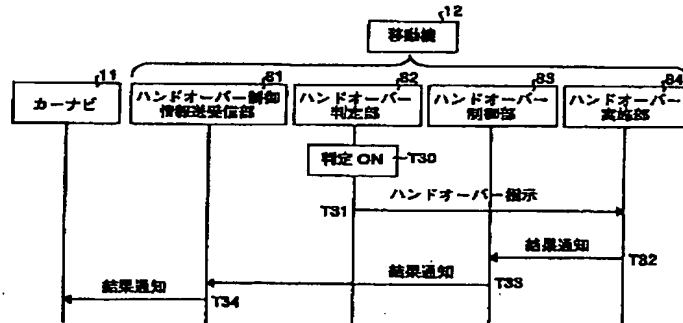 12
移動機
11
カーナビ
81
ハンドオーバー制御
情報送受信部
82
ハンドオーバー
判定部
83
ハンドオーバー
制御部
84
ハンドオーバー
実施部
判定 ON
T30
ハンドオーバー指示
T31
結果通知
T32
結果通知
T33
結果通知
T34